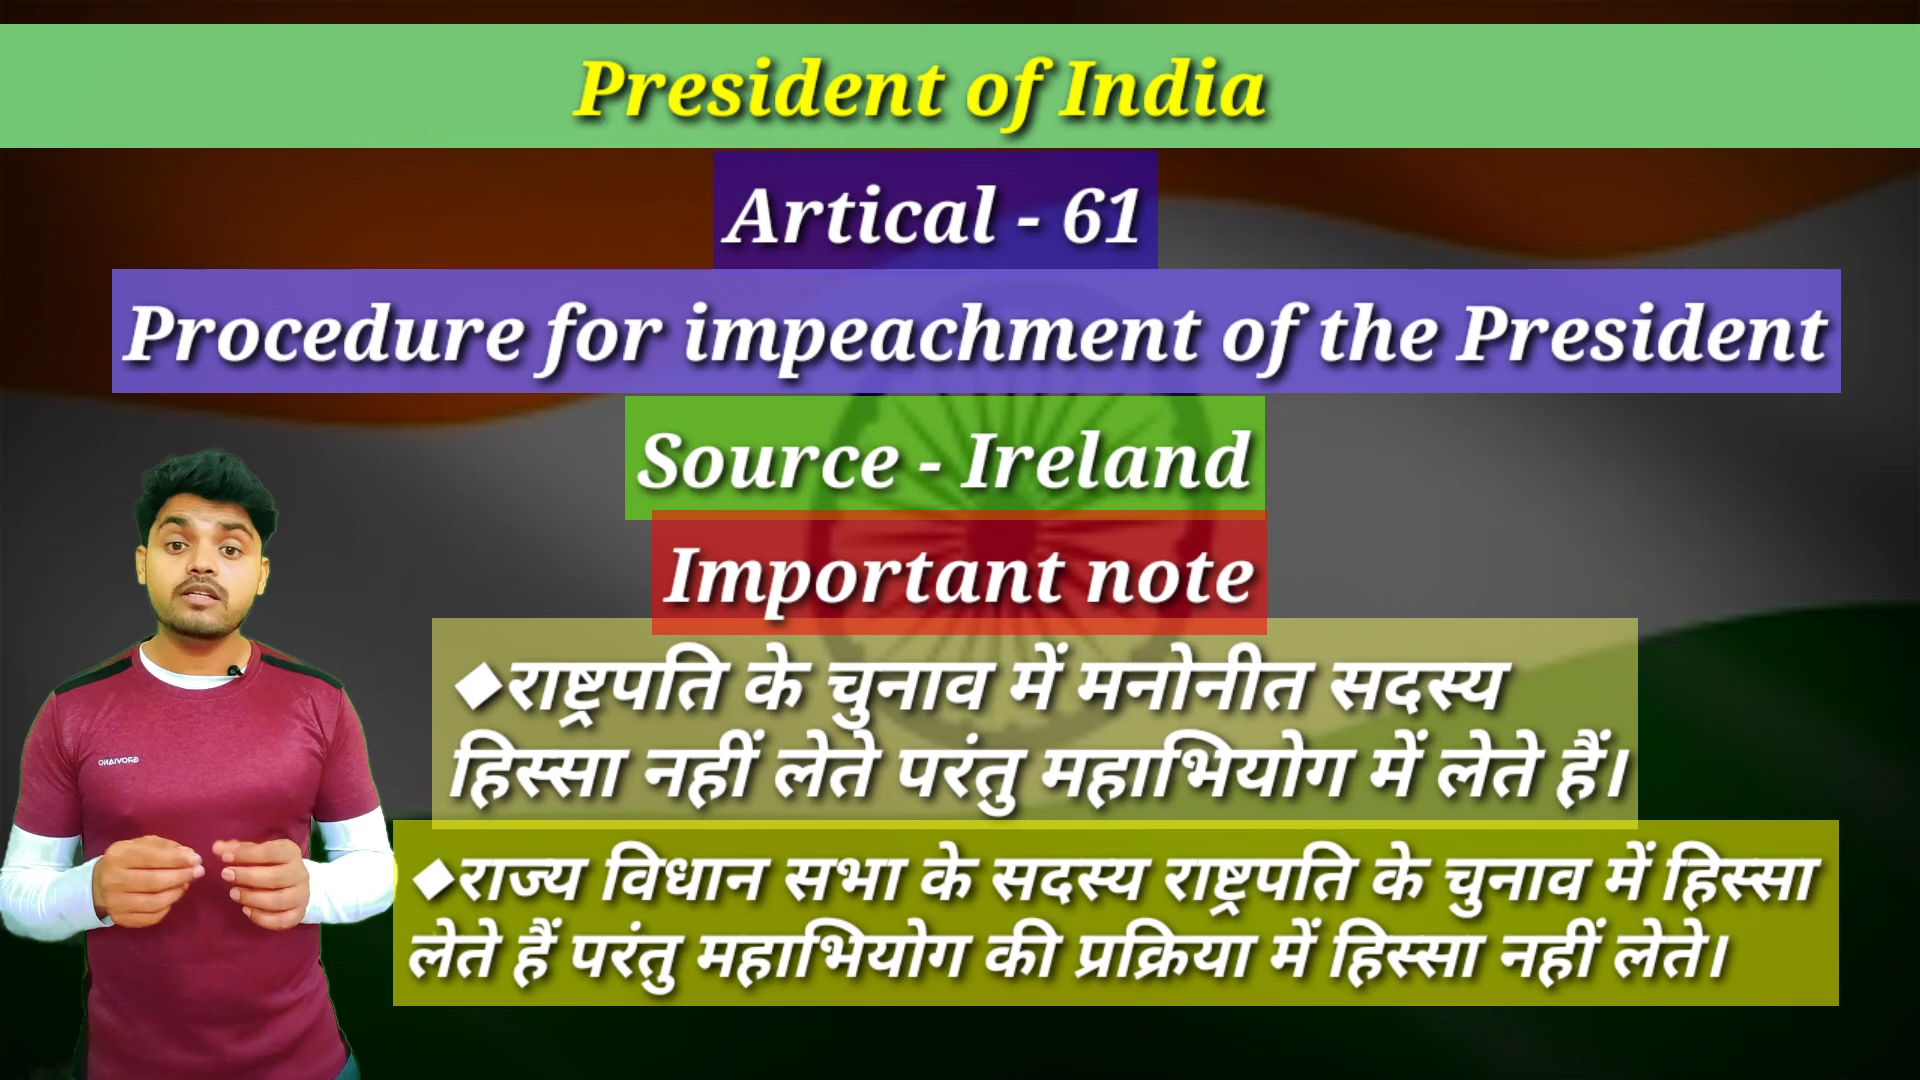 President of India
Artical - 61
Procedure for impeachment of the President
Source - Ireland
Important note
◆राष्ट्रपति के चुनाव में मनोनीत सदस्य
हिस्सा नहीं लेते परंतु महाभियोग में लेते हैं।
◆राज्य विधान सभा के सदस्य राष्ट्रपति के चुनाव में हिस्सा
लेते हैं परंतु महाभियोग की प्रक्रिया में हिस्सा नहीं लेते।